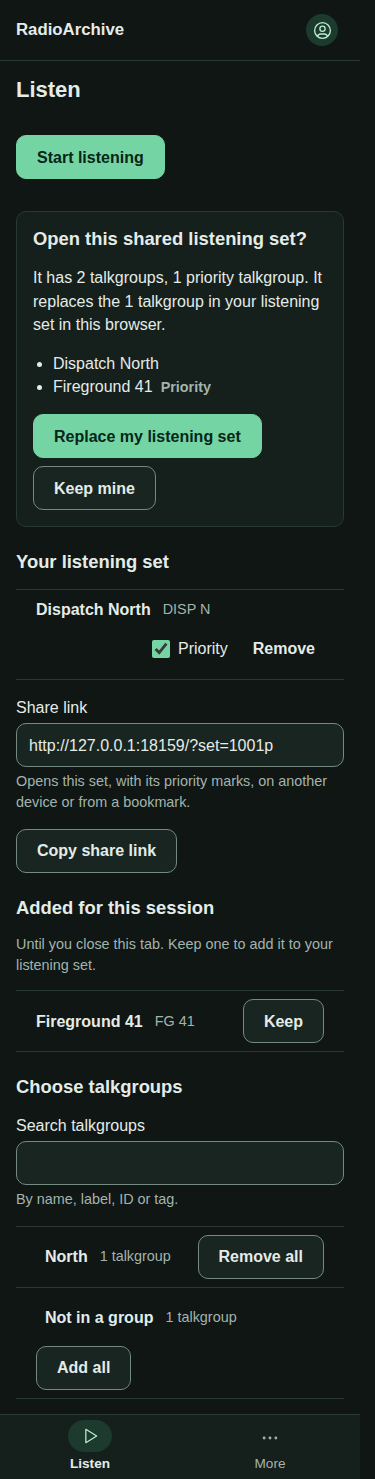 RadioArchive
Listen
Start listening
Open this shared listening set?
It has 2 talkgroups, 1 priority talkgroup. It
replaces the 1 talkgroup in your listening
set in this browser.
Dispatch North
Fireground 41 Priority
Replace my listening set
Keep mine
Your listening set
Dispatch North DISP N
Priority Remove
Share link
http://127.0.0.1:18159/?set=1001p
Opens this set, with its priority marks, on another
device or from a bookmark.
Copy share link
Added for this session
Until you close this tab. Keep one to add it to your
listening set.
Fireground 41 FG 41 Keep
Choose talkgroups
Search talkgroups
By name, label, ID or tag.
North 1 talkgroup Remove all
Not in a group 1 talkgroup
Add all
Listen More